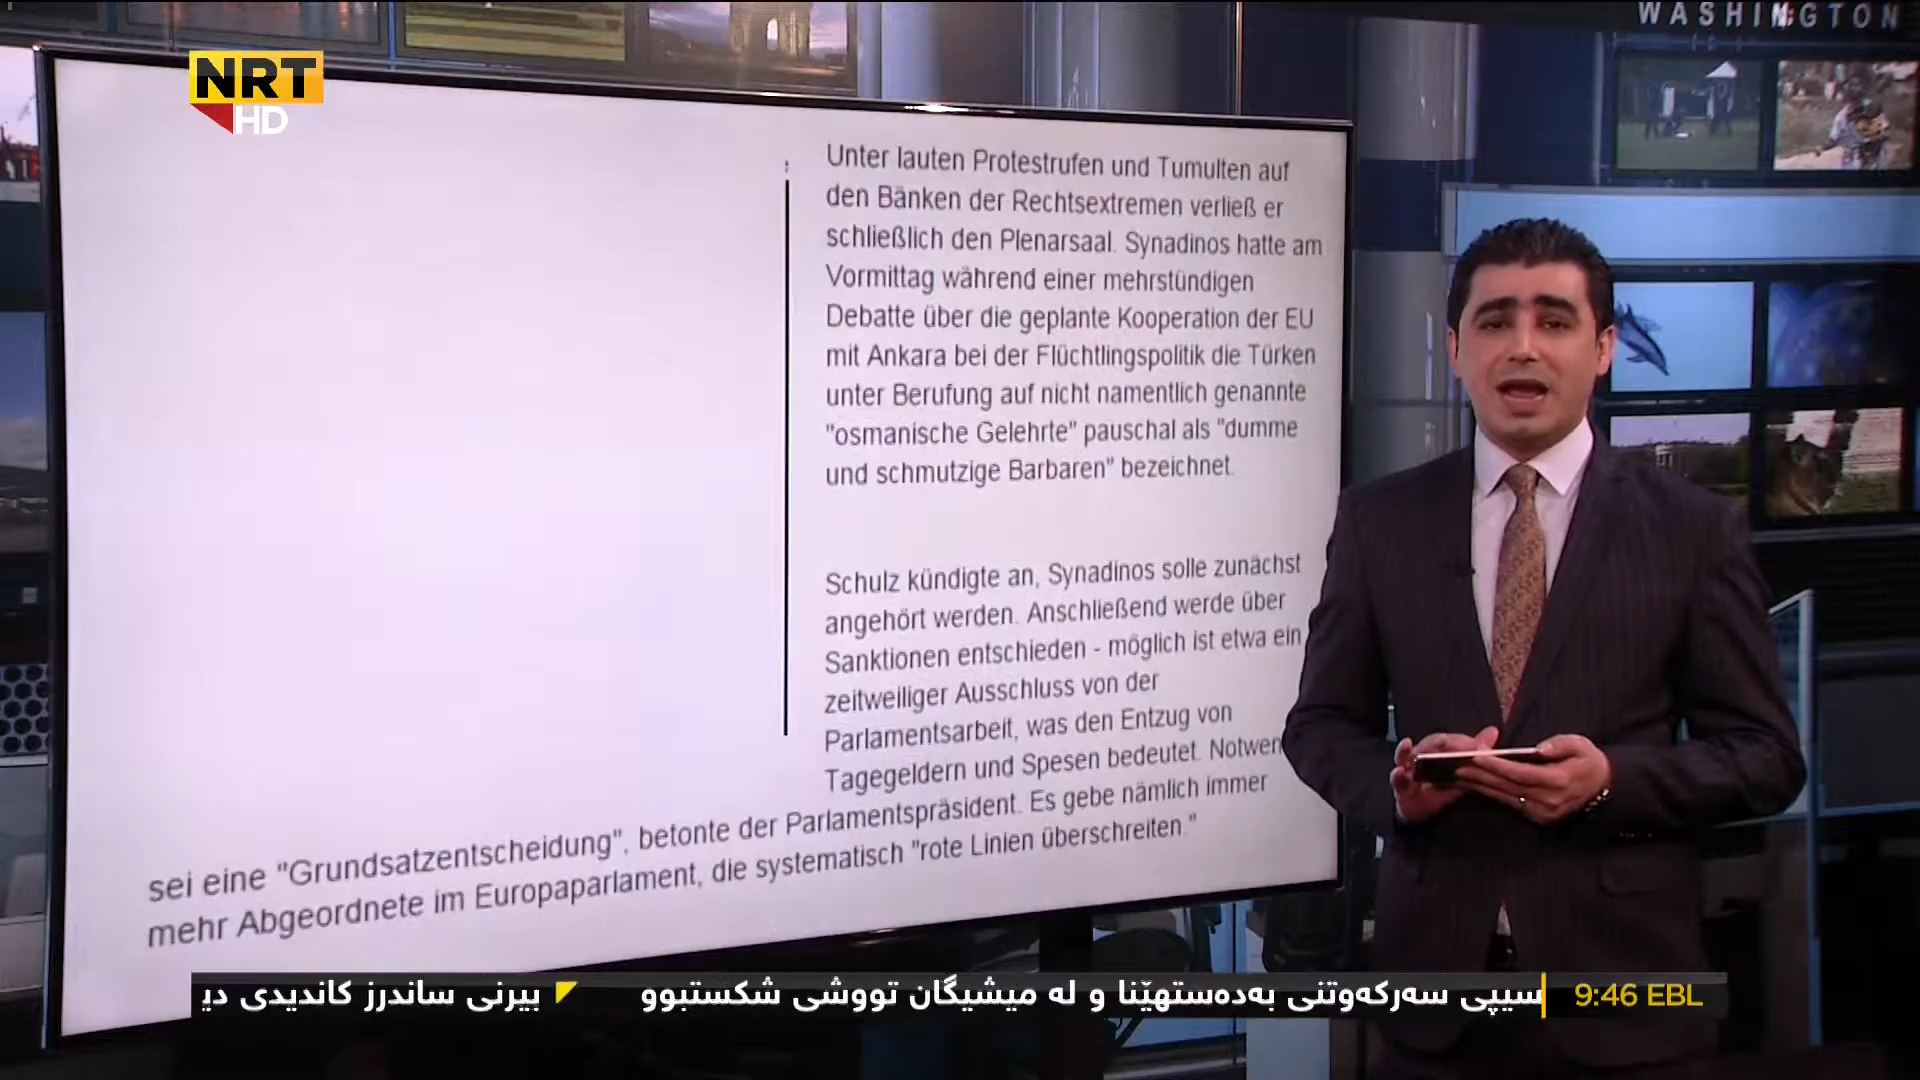 WASHINGTON
NRT
HD
Unter lauten Protestrufen und Tumulten auf
den Bänken der Rechtsextremen verließ er
schließlich den Plenarsaal. Synadinos hatte am
Vormittag während einer mehrstündigen
Debatte über die geplante Kooperation der EU
mit Ankara bei der Flüchtlingspolitik die Türken
unter Berufung auf nicht namentlich genannte
"osmanische Gelehrte" pauschal als "dumme
und schmutzige Barbaren" bezeichnet.
Schulz kündigte an, Synadinos solle zunächst
angehört werden. Anschließend werde über
Sanktionen entschieden - möglich ist etwa ein
zeitweiliger Ausschluss von der
Parlamentsarbeit, was den Entzug von
Tagegeldern und Spesen bedeutet. Notwen
sei eine "Grundsatzentscheidung", betonte der Parlamentspräsident. Es gebe nämlich immer
mehr Abgeordnete im Europaparlament, die systematisch "rote Linien überschreiten."
سیپی سەرکەوتنی بەدەستهێنا و لە میشیگان تووشی شکستبوو بیرنی ساندرز کاندیدی دی
9:46 EBL